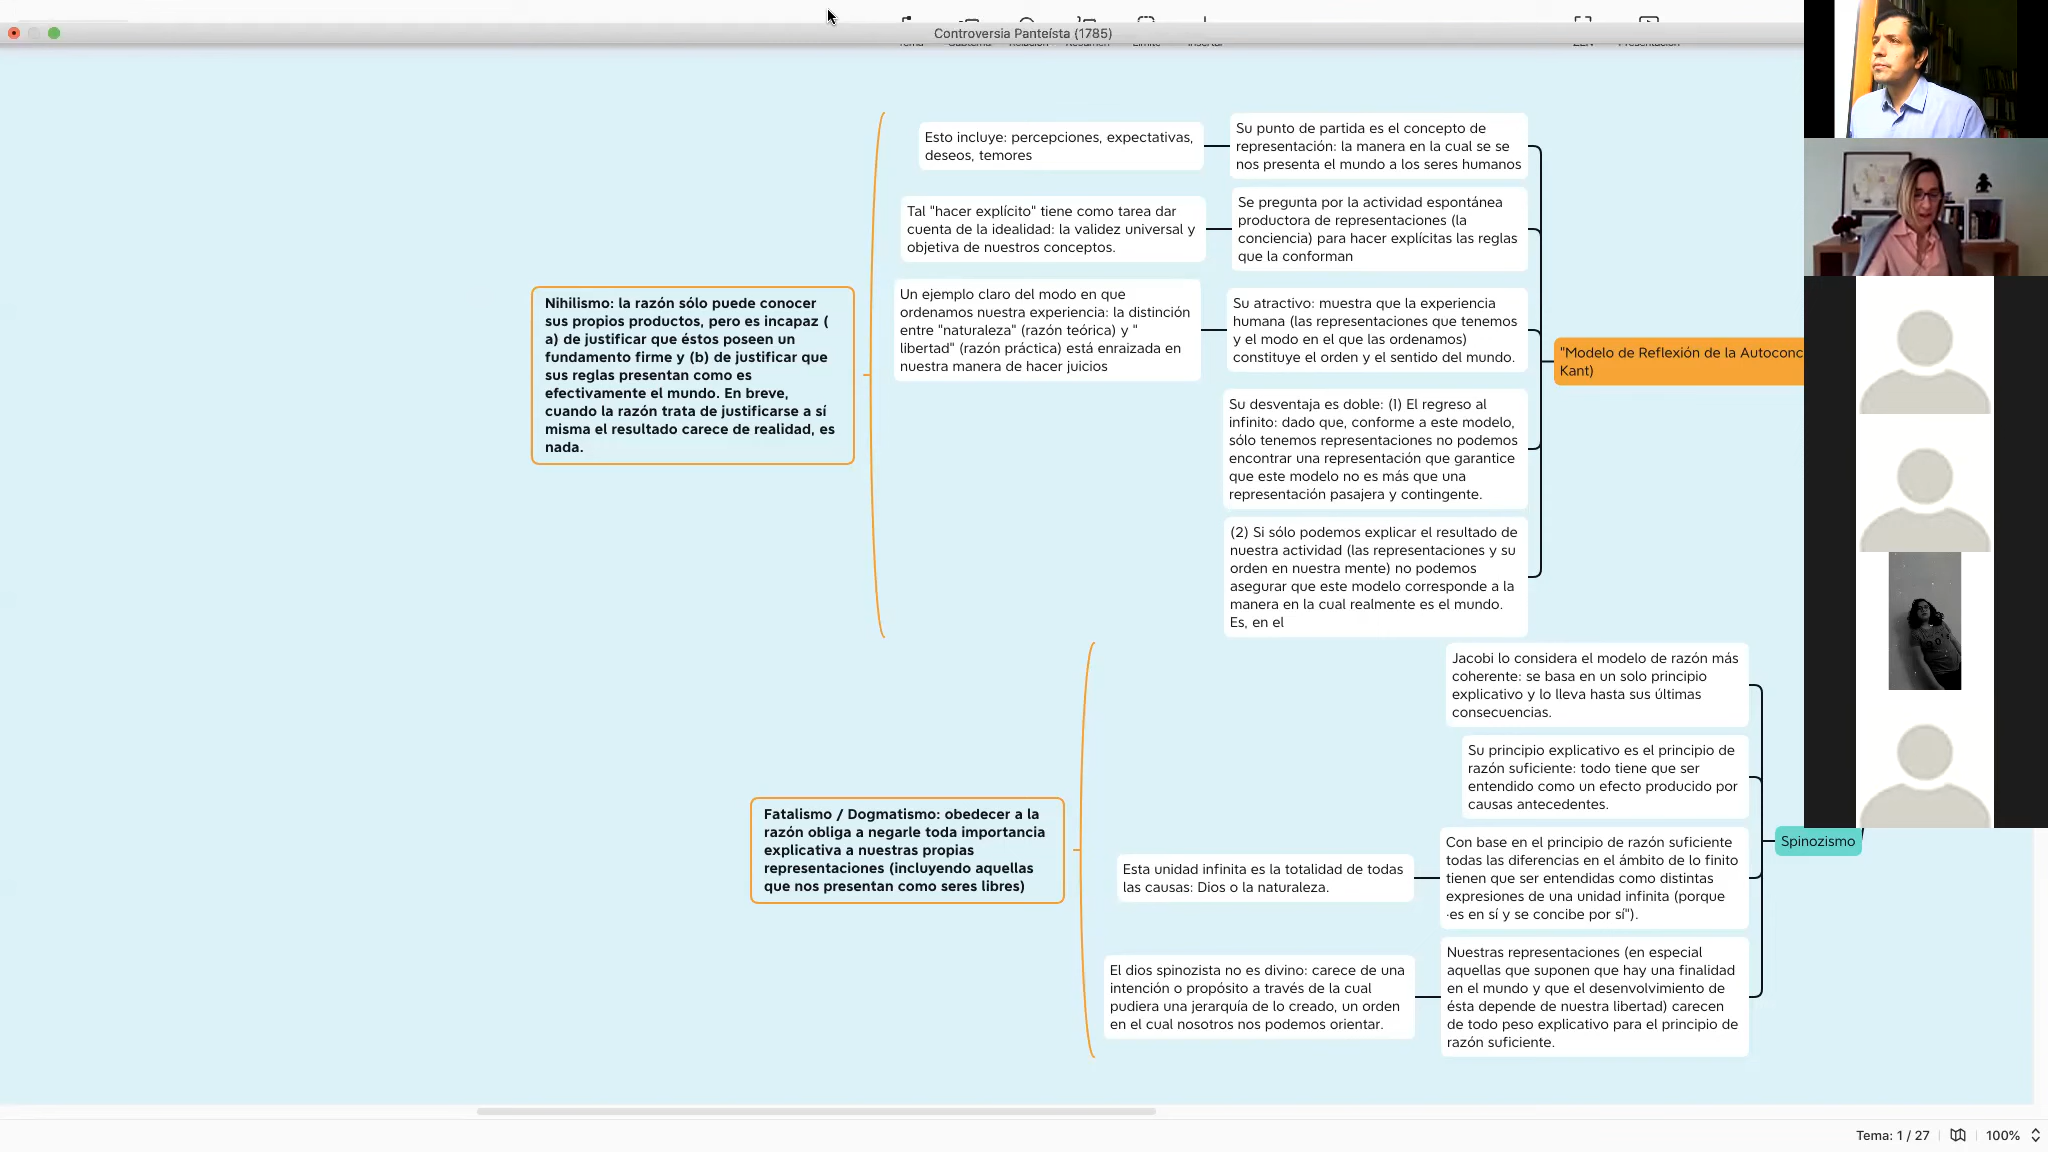 Controversia Panteísta (1785)
Esto incluye: percepciones, expectativas,
deseos, temores
Su punto de partida es el concepto de
representación: la manera en la cual se se
nos presenta el mundo a los seres humanos
Tal "hacer explícito" tiene como tarea dar
cuenta de la idealidad: la validez universal y
objetiva de nuestros conceptos.
Se pregunta por la actividad espontánea
productora de representaciones (la
conciencia) para hacer explícitas las reglas
que la conforman
Un ejemplo claro del modo en que
ordenamos nuestra experiencia: la distinción
entre "naturaleza" (razón teórica) y "
libertad" (razón práctica) está enraizada en
nuestra manera de hacer juicios
Su atractivo: muestra que la experiencia
humana (las representaciones que tenemos
y el modo en el que las ordenamos)
constituye el orden y el sentido del mundo.
Nihilismo: la razón sólo puede conocer
sus propios productos, pero es incapaz (
a) de justificar que éstos poseen un
fundamento firme y (b) de justificar que
sus reglas presentan como es
efectivamente el mundo. En breve,
cuando la razón trata de justificarse a sí
misma el resultado carece de realidad, es
nada.
"Modelo de Reflexión de la Autoconc
Kant)
Su desventaja es doble: (1) El regreso al
infinito: dado que, conforme a este modelo,
sólo tenemos representaciones no podemos
encontrar una representación que garantice
que este modelo no es más que una
representación pasajera y contingente.
(2) Si sólo podemos explicar el resultado de
nuestra actividad (las representaciones y su
orden en nuestra mente) no podemos
asegurar que este modelo corresponde a la
manera en la cual realmente es el mundo.
Es, en el
Jacobi lo considera el modelo de razón más
coherente: se basa en un solo principio
explicativo y lo lleva hasta sus últimas
consecuencias.
Su principio explicativo es el principio de
razón suficiente: todo tiene que ser
entendido como un efecto producido por
causas antecedentes.
Fatalismo / Dogmatismo: obedecer a la
razón obliga a negarle toda importancia
explicativa a nuestras propias
representaciones (incluyendo aquellas
que nos presentan como seres libres)
Esta unidad infinita es la totalidad de todas
las causas: Dios o la naturaleza.
Con base en el principio de razón suficiente
todas las diferencias en el ámbito de lo finito
tienen que ser entendidas como distintas
expresiones de una unidad infinita (porque
·es en sí y se concibe por sí").
Spinozismo
El dios spinozista no es divino: carece de una
intención o propósito a través de la cual
pudiera una jerarquía de lo creado, un orden
en el cual nosotros nos podemos orientar.
Nuestras representaciones (en especial
aquellas que suponen que hay una finalidad
en el mundo y que el desenvolvimiento de
ésta depende de nuestra libertad) carecen
de todo peso explicativo para el principio de
razón suficiente.
Tema: 1 / 27
100%